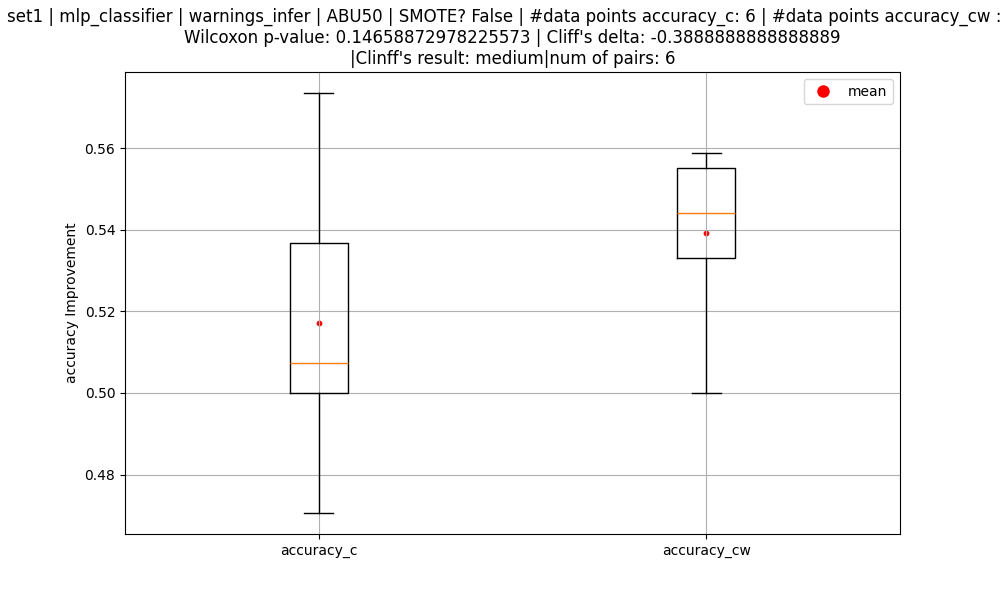 set1 | mlp_classifier | warnings_infer | ABU50 | SMOTE? False | #data points accuracy_c: 6 | #data points accuracy_cw :
Wilcoxon p-value: 0.14658872978225573 | Cliff's delta: -0.3888888888888889
|Clinff's result: medium|num of pairs: 6
mean
0.56
0.54
0.52
0.50
0.48
accuracy Improvement
accuracy_c
accuracy_cw